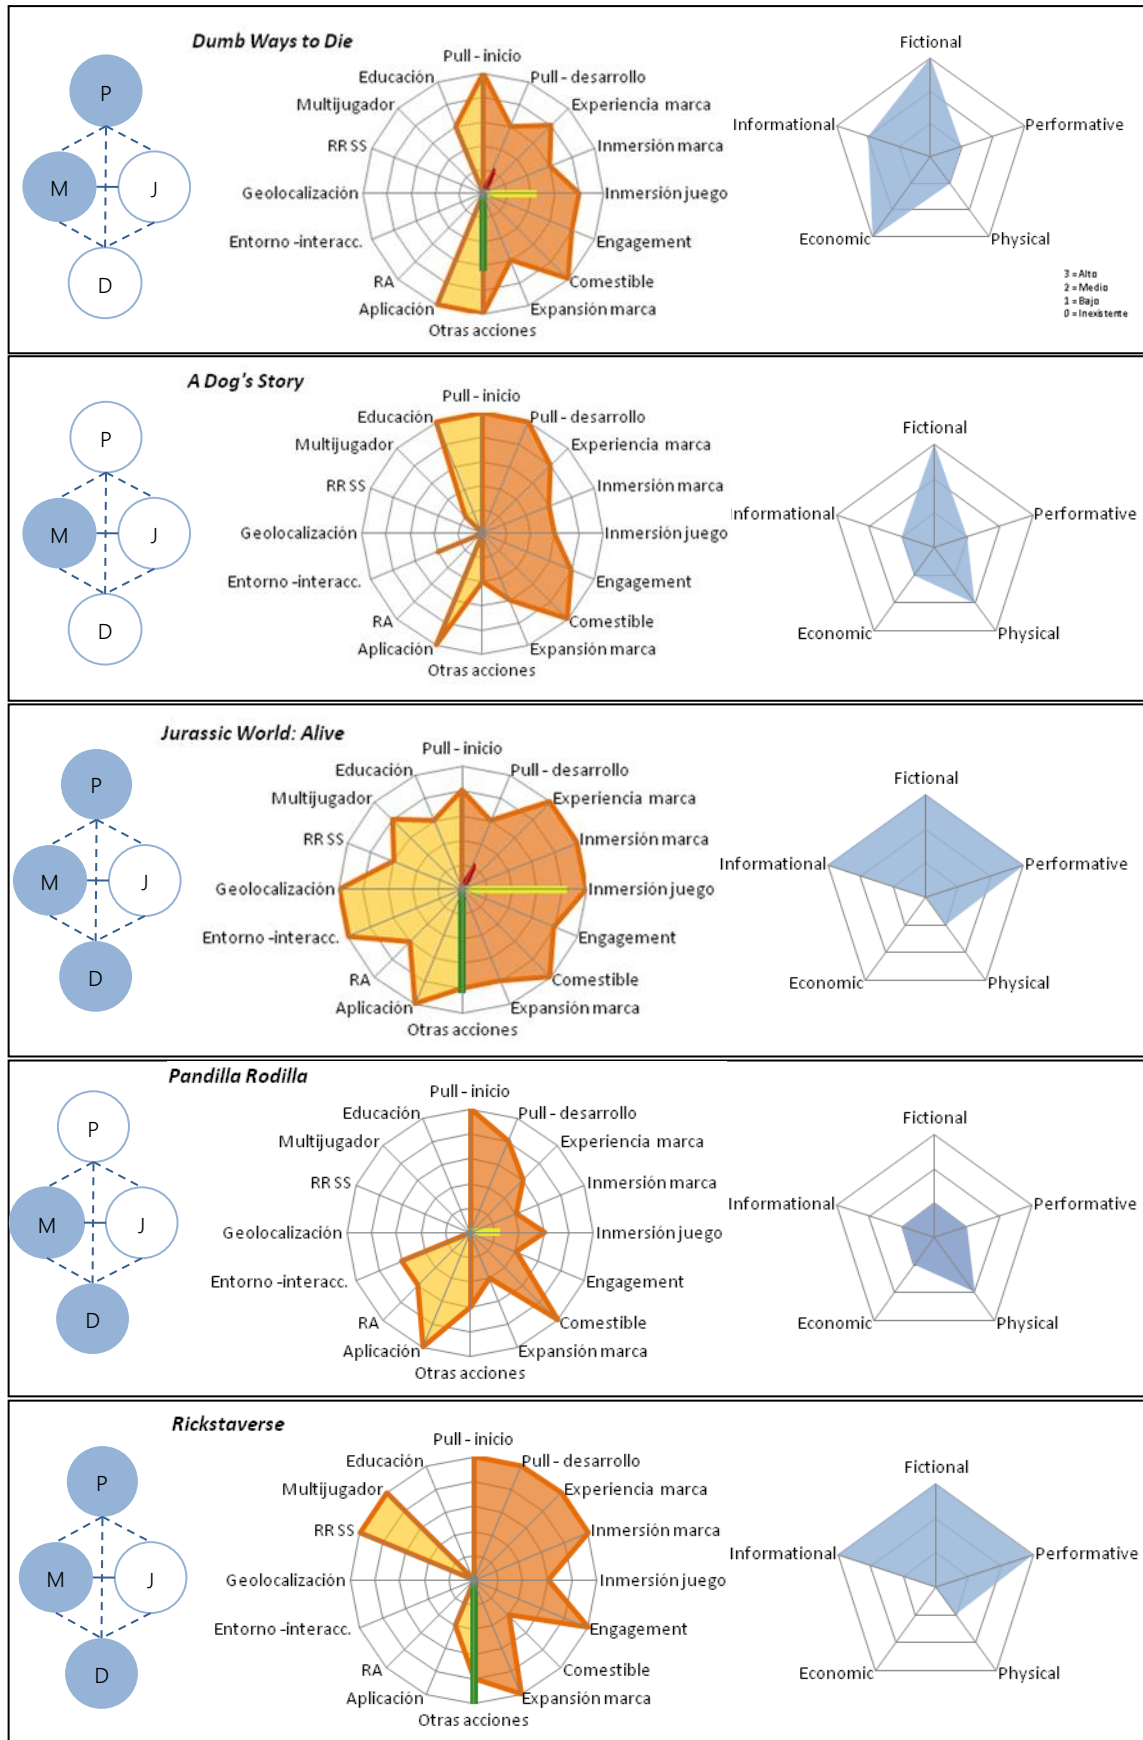 Dumb Ways to Die
P
M
J
D
Pull - inicio
Educación
Pull - desarrollo
Multijugador
Experiencia marca
RR SS
Inmersión marca
Geolocalización
Inmersión juego
Entorno -interacc.
Engagement
RA
Comestible
Aplicación
Expansión marca
Otras acciones
Fictional
Informational
Performative
Economic
Physical
3 = Alto
2 = Medio
1 = Bajo
0 = Inexistente
A Dog's Story
P
M
J
D
Pull - inicio
Educación
Pull - desarrollo
Multijugador
Experiencia marca
RR SS
Inmersión marca
Geolocalización
Inmersión juego
Entorno -interacc.
Engagement
RA
Comestible
Aplicación
Expansión marca
Otras acciones
Fictional
Informational
Performative
Economic
Physical
Jurassic World: Alive
P
M
J
D
Pull - inicio
Educación
Pull - desarrollo
Multijugador
Experiencia marca
RR SS
Inmersión marca
Geolocalización
Inmersión juego
Entorno -interacc.
Engagement
RA
Comestible
Aplicación
Expansión marca
Otras acciones
Fictional
Informational
Performative
Economic
Physical
Pandilla Rodilla
P
M
J
D
Pull - inicio
Educación
Pull - desarrollo
Multijugador
Experiencia marca
RR SS
Inmersión marca
Geolocalización
Inmersión juego
Entorno -interacc.
Engagement
RA
Comestible
Aplicación
Expansión marca
Otras acciones
Fictional
Informational
Performative
Economic
Physical
Rickstaverse
P
M
J
D
Pull - inicio
Educación
Pull - desarrollo
Multijugador
Experiencia marca
RR SS
Inmersión marca
Geolocalización
Inmersión juego
Entorno -interacc.
Engagement
RA
Comestible
Aplicación
Expansión marca
Otras acciones
Fictional
Informational
Performative
Economic
Physical